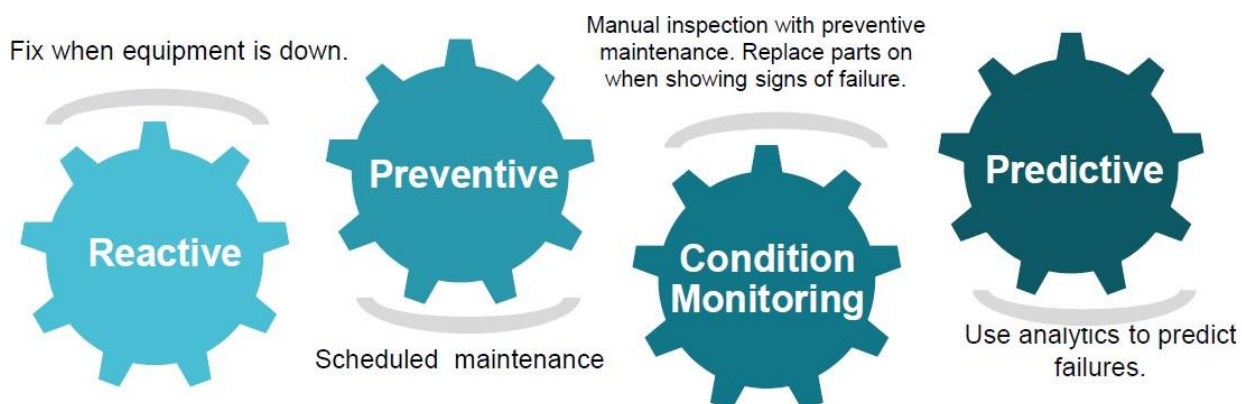 Fix when equipment is down.
Reactive
Preventive
Scheduled maintenance
Manual inspection with preventive
maintenance. Replace parts on
when showing signs of failure.
Condition
Monitoring
Predictive
Use analytics to predict
failures.